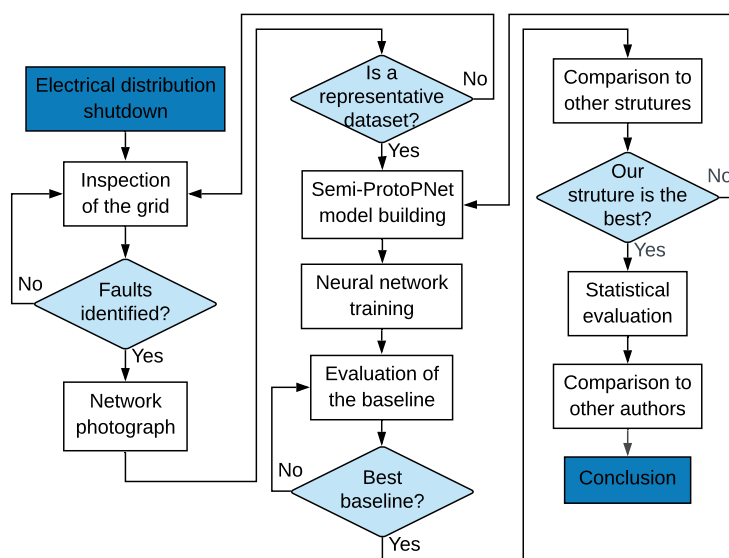 Electrical distribution
shutdown
Inspection
of the grid
No
Faults
identified?
Yes
Network
photograph
Is a
representative
dataset?
No
Yes
Semi-ProtoPNet
model building
Neural network
training
Evaluation of
the baseline
No
Best
baseline?
Yes
Comparison to
other strutures
Our
struture is the
best?
No
Yes
Statistical
evaluation
Comparison to
other authors
Conclusion